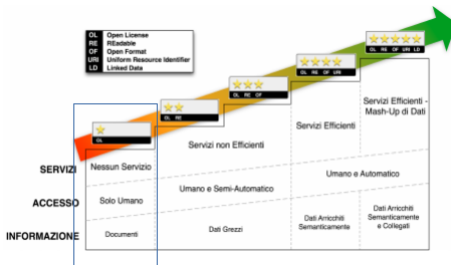 OL Open License
RE REadable
OF Open Format
URI Uniform Resource Identifier
LD Linked Data
OL
OL RE
OL RE OF
OL RE OF URI
OL RE OF URI LD
SERVIZI
Nessun Servizio
Servizi non Efficienti
Servizi Efficienti
Servizi Efficienti -
Mash-Up di Dati
ACCESSO
Solo Umano
Umano e Semi-Automatico
Umano e Automatico
INFORMAZIONE
Documenti
Dati Grezzi
Dati Arricchiti
Semanticamente
Dati Arricchiti
Semanticamente
e Collegati